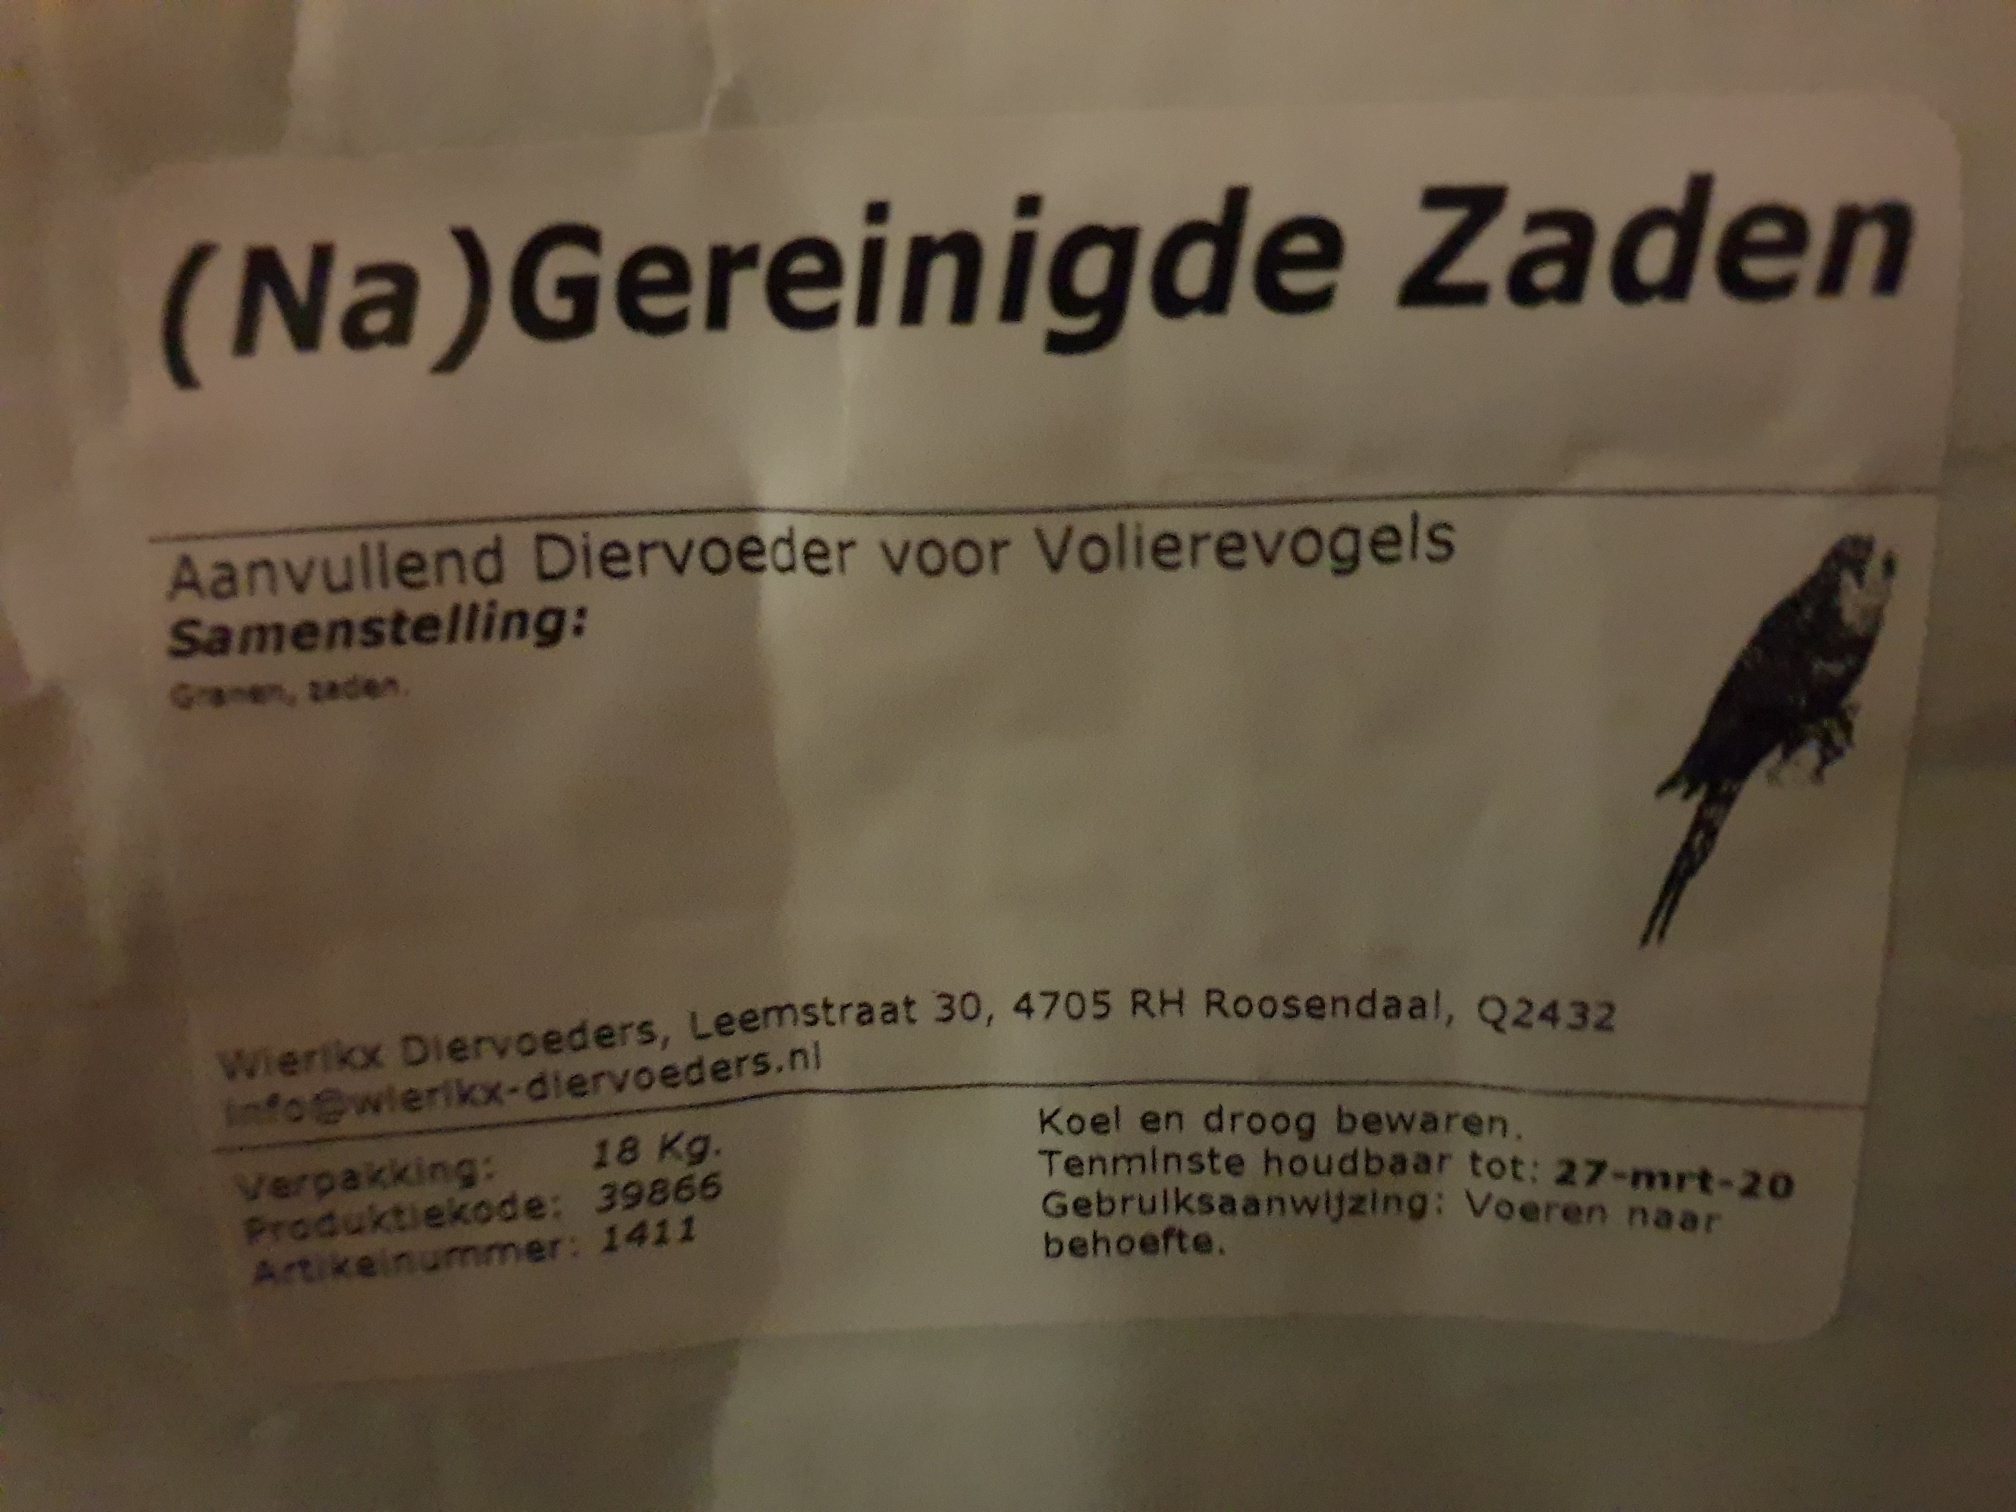 (Na)Gereinigde Zaden
Aanvullend Diervoeder voor Volierevogels
Samenstelling:
Granen, zaden.
Wierikx Diervoeders, Leemstraat 30, 4705 RH Roosendaal, Q2432
info@wierikx-diervoeders.nl
Verpakking: 18 Kg.
Produktiekode: 39866
Artikelnummer: 1411
Koel en droog bewaren.
Tenminste houdbaar tot: 27-mrt-20
Gebruiksaanwijzing: Voeren naar
behoefte.